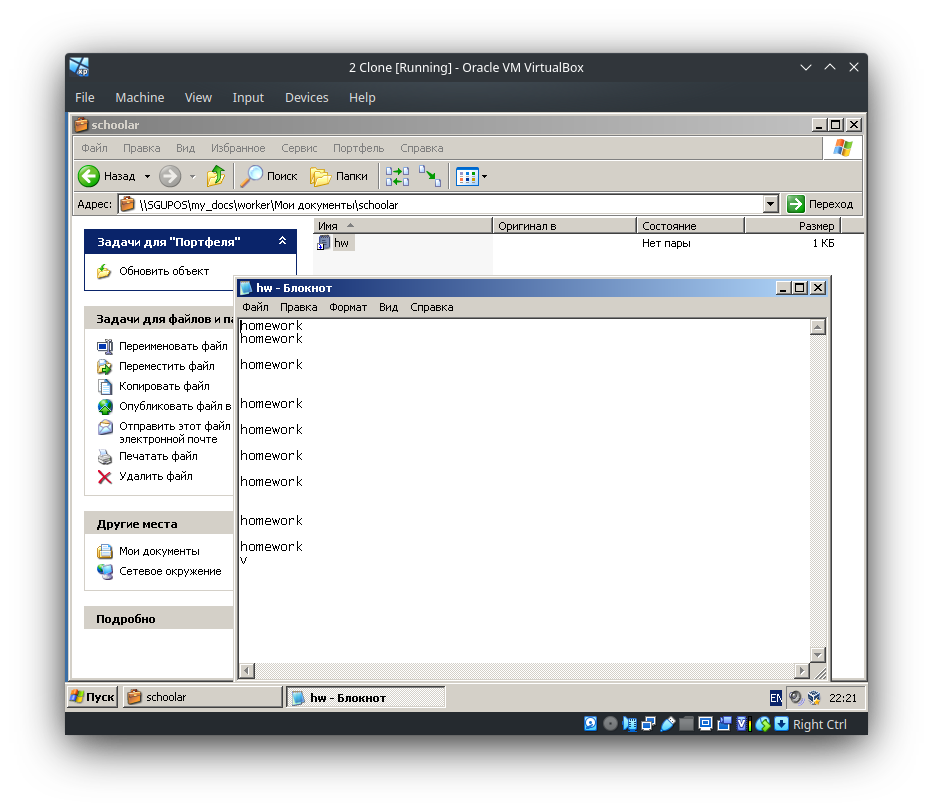 2 Clone [Running] - Oracle VM VirtualBox
File Machine View Input Devices Help
schoolar
Файл Правка Вид Избранное Сервис Портфель Справка
Назад Поиск Папки
Адрес: \\SGUPOS\my_docs\worker\Мои документы\schoolar Переход
Имя Оригинал в Состояние Размер
hw Нет пары 1 КБ
Задачи для "Портфеля"
Обновить объект
Задачи для файлов и па
Переименовать файл
Переместить файл
Копировать файл
Опубликовать файл в
Отправить этот файл
электронной почте
Печатать файл
Удалить файл
Другие места
Мои документы
Сетевое окружение
Подробно
hw - Блокнот
Файл Правка Формат Вид Справка
homework
homework
homework
homework
homework
homework
homework
homework
homework
v
Пуск schoolar hw - Блокнот EN 22:21
Right Ctrl